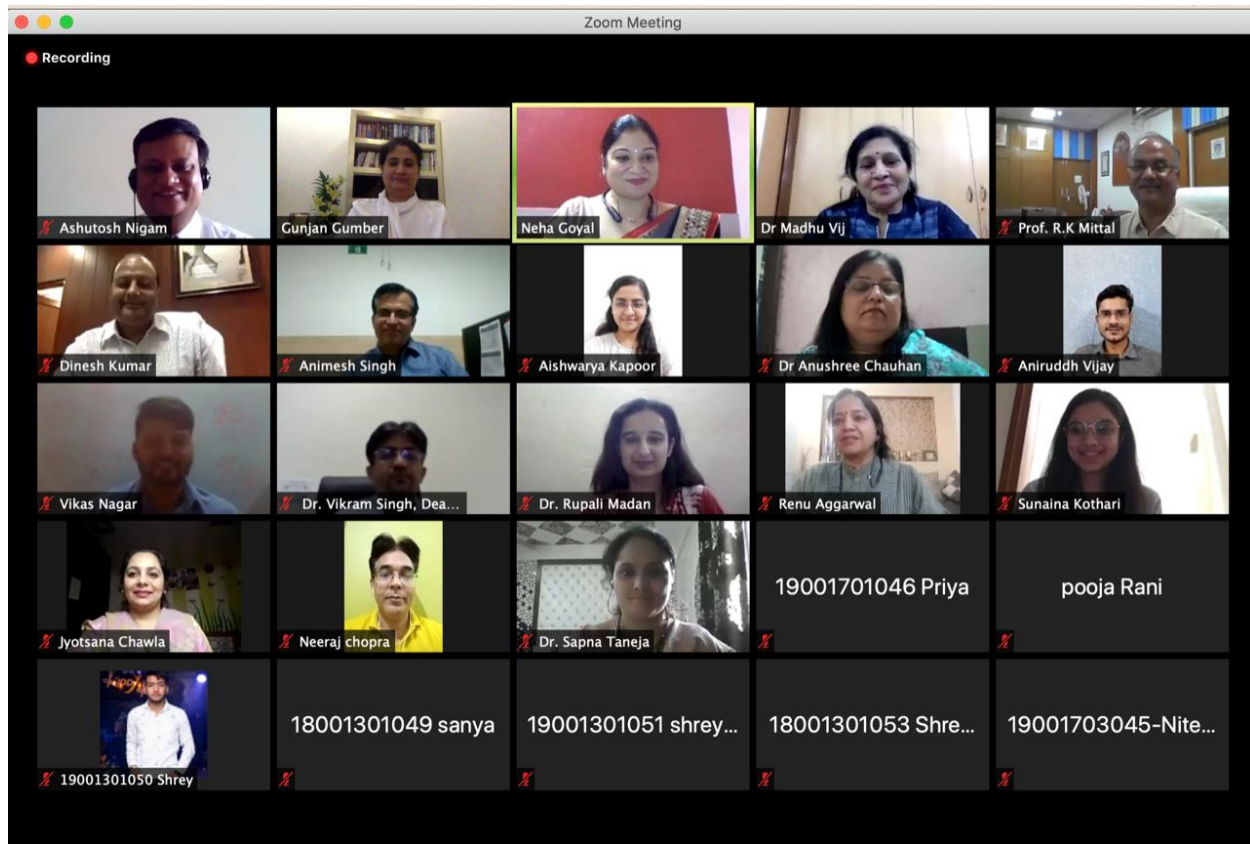 Zoom Meeting
Recording
Ashutosh Nigam
Gunjan Gumber
Neha Goyal
Dr Madhu Vij
Prof. R.K Mittal
Dinesh Kumar
Animesh Singh
Aishwarya Kapoor
Dr Anushree Chauhan
Aniruddh Vijay
Vikas Nagar
Dr. Vikram Singh, Dea...
Dr. Rupali Madan
Renu Aggarwal
Sunaina Kothari
Jyotsana Chawla
Neeraj chopra
Dr. Sapna Taneja
19001701046 Priya
pooja Rani
19001301050 Shrey
18001301049 sanya
19001301051 shrey...
18001301053 Shre...
19001703045-Nite...